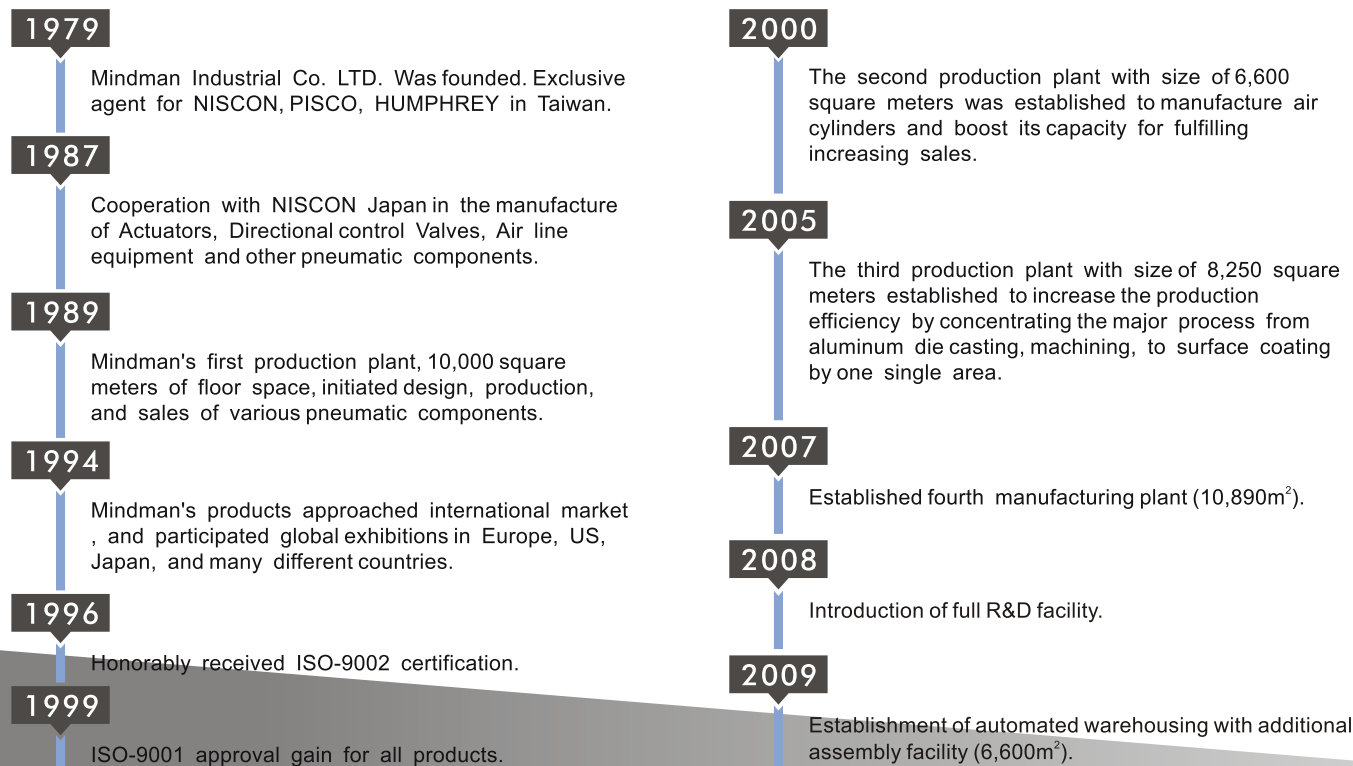 1979
Mindman Industrial Co. LTD. Was founded. Exclusive
agent for NISCON, PISCO, HUMPHREY in Taiwan.
1987
Cooperation with NISCON Japan in the manufacture
of Actuators, Directional control Valves, Air line
equipment and other pneumatic components.
1989
Mindman's first production plant, 10,000 square
meters of floor space, initiated design, production,
and sales of various pneumatic components.
1994
Mindman's products approached international market
, and participated global exhibitions in Europe, US,
Japan, and many different countries.
1996
Honorably received ISO-9002 certification.
1999
ISO-9001 approval gain for all products.
2000
The second production plant with size of 6,600
square meters was established to manufacture air
cylinders and boost its capacity for fulfilling
increasing sales.
2005
The third production plant with size of 8,250 square
meters established to increase the production
efficiency by concentrating the major process from
aluminum die casting, machining, to surface coating
by one single area.
2007
Established fourth manufacturing plant (10,890m²).
2008
Introduction of full R&D facility.
2009
Establishment of automated warehousing with additional
assembly facility (6,600m²).